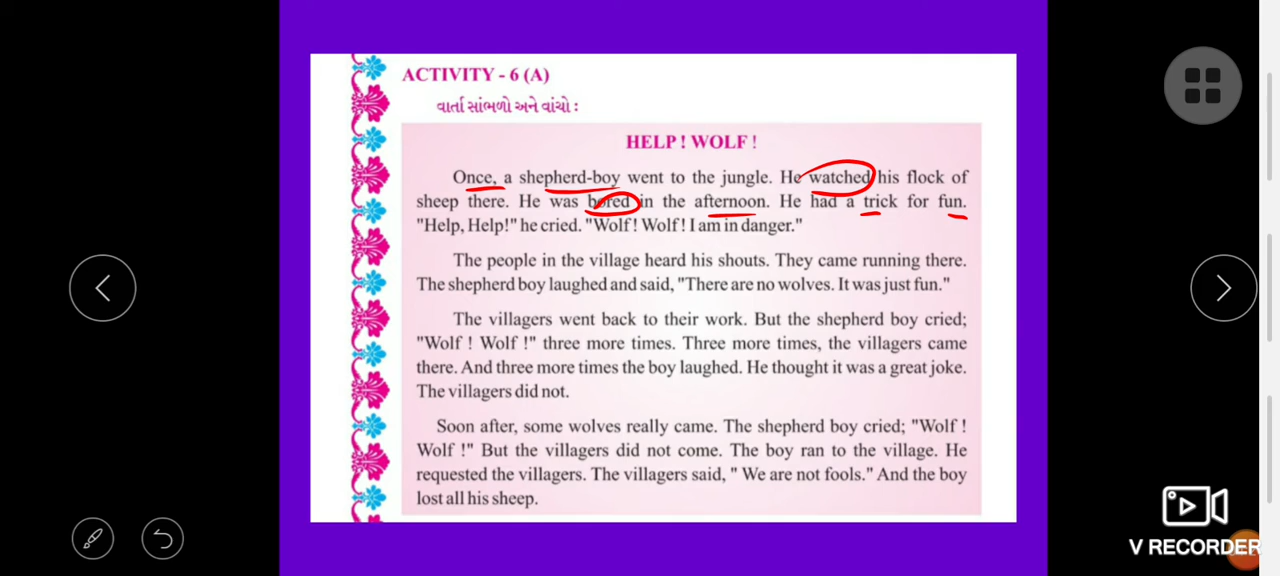 ACTIVITY - 6 (A)
વાર્તા સાંભળો અને વાંચો :
HELP! WOLF!
Once, a shepherd-boy went to the jungle. He watched his flock of
sheep there. He was bored in the afternoon. He had a trick for fun.
"Help, Help!" he cried. "Wolf! Wolf! I am in danger."
The people in the village heard his shouts. They came running there.
The shepherd boy laughed and said, "There are no wolves. It was just fun."
The villagers went back to their work. But the shepherd boy cried;
"Wolf ! Wolf !" three more times. Three more times, the villagers came
there. And three more times the boy laughed. He thought it was a great joke.
The villagers did not.
Soon after, some wolves really came. The shepherd boy cried; "Wolf !
Wolf !" But the villagers did not come. The boy ran to the village. He
requested the villagers. The villagers said, " We are not fools." And the boy
lost all his sheep.
V RECORDER